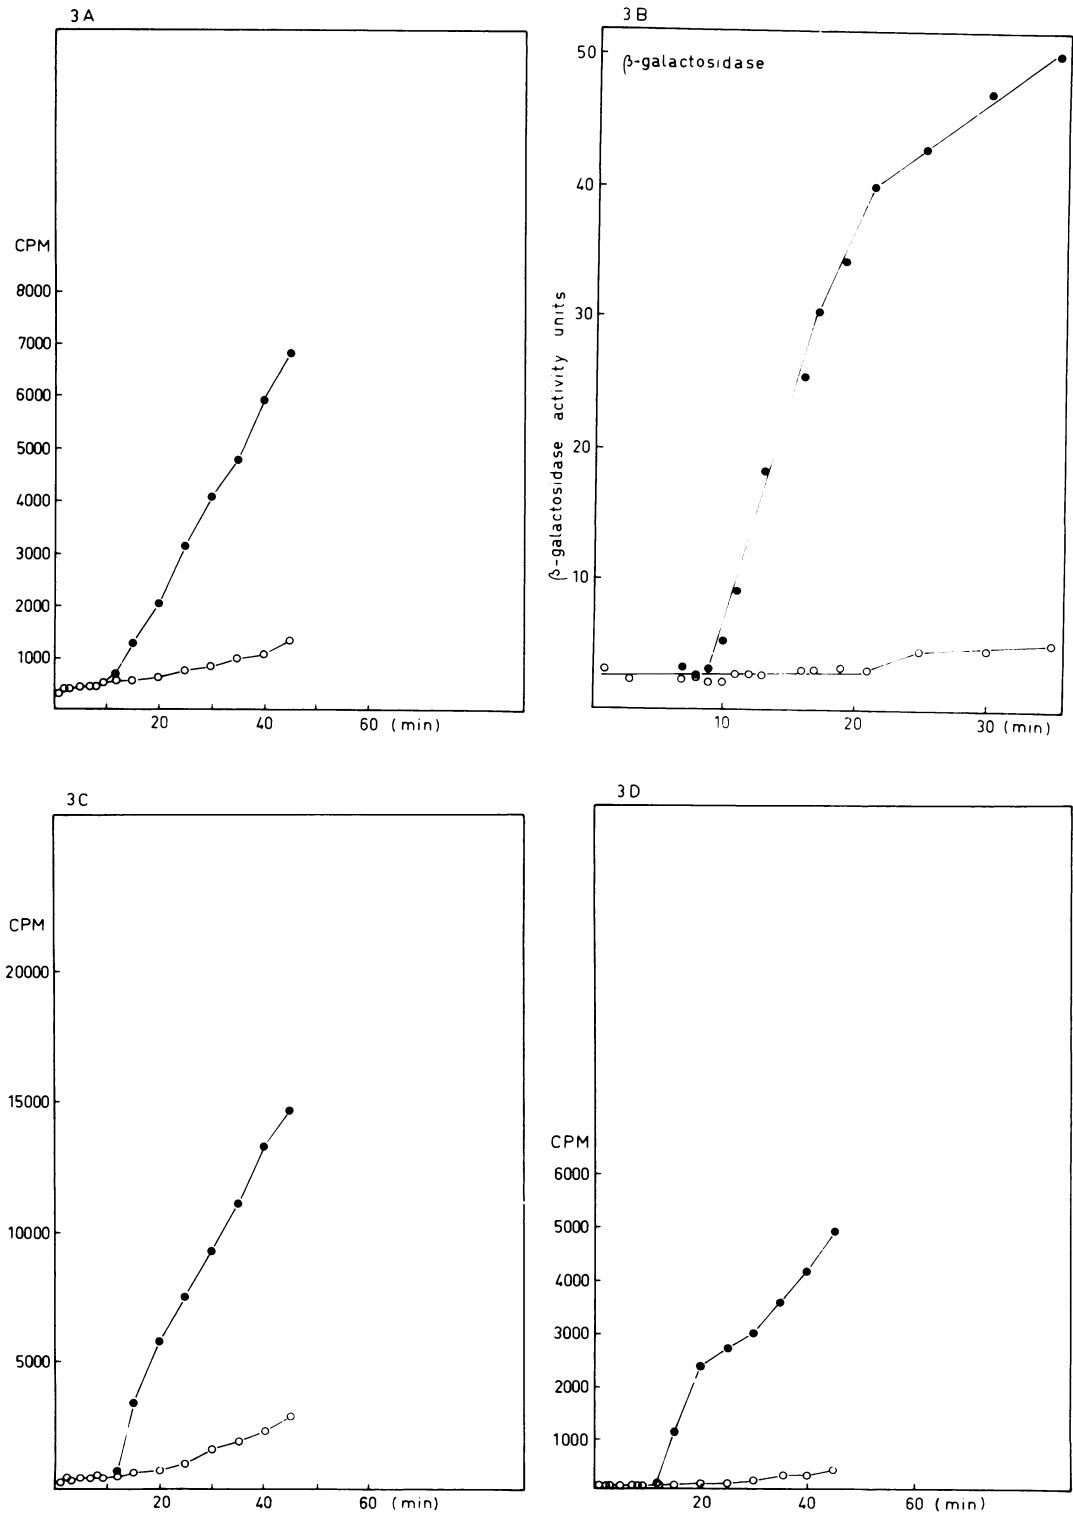 3A
CPM
8000
7000
6000
5000
4000
3000
2000
1000
20 40 60 (min)
3B
β-galactosidase
50
40
30
20
10
β-galactosidase activity units
10 20 30 (min)
3C
CPM
20000
15000
10000
5000
20 40 60 (min)
3D
CPM
6000
5000
4000
3000
2000
1000
20 40 60 (min)